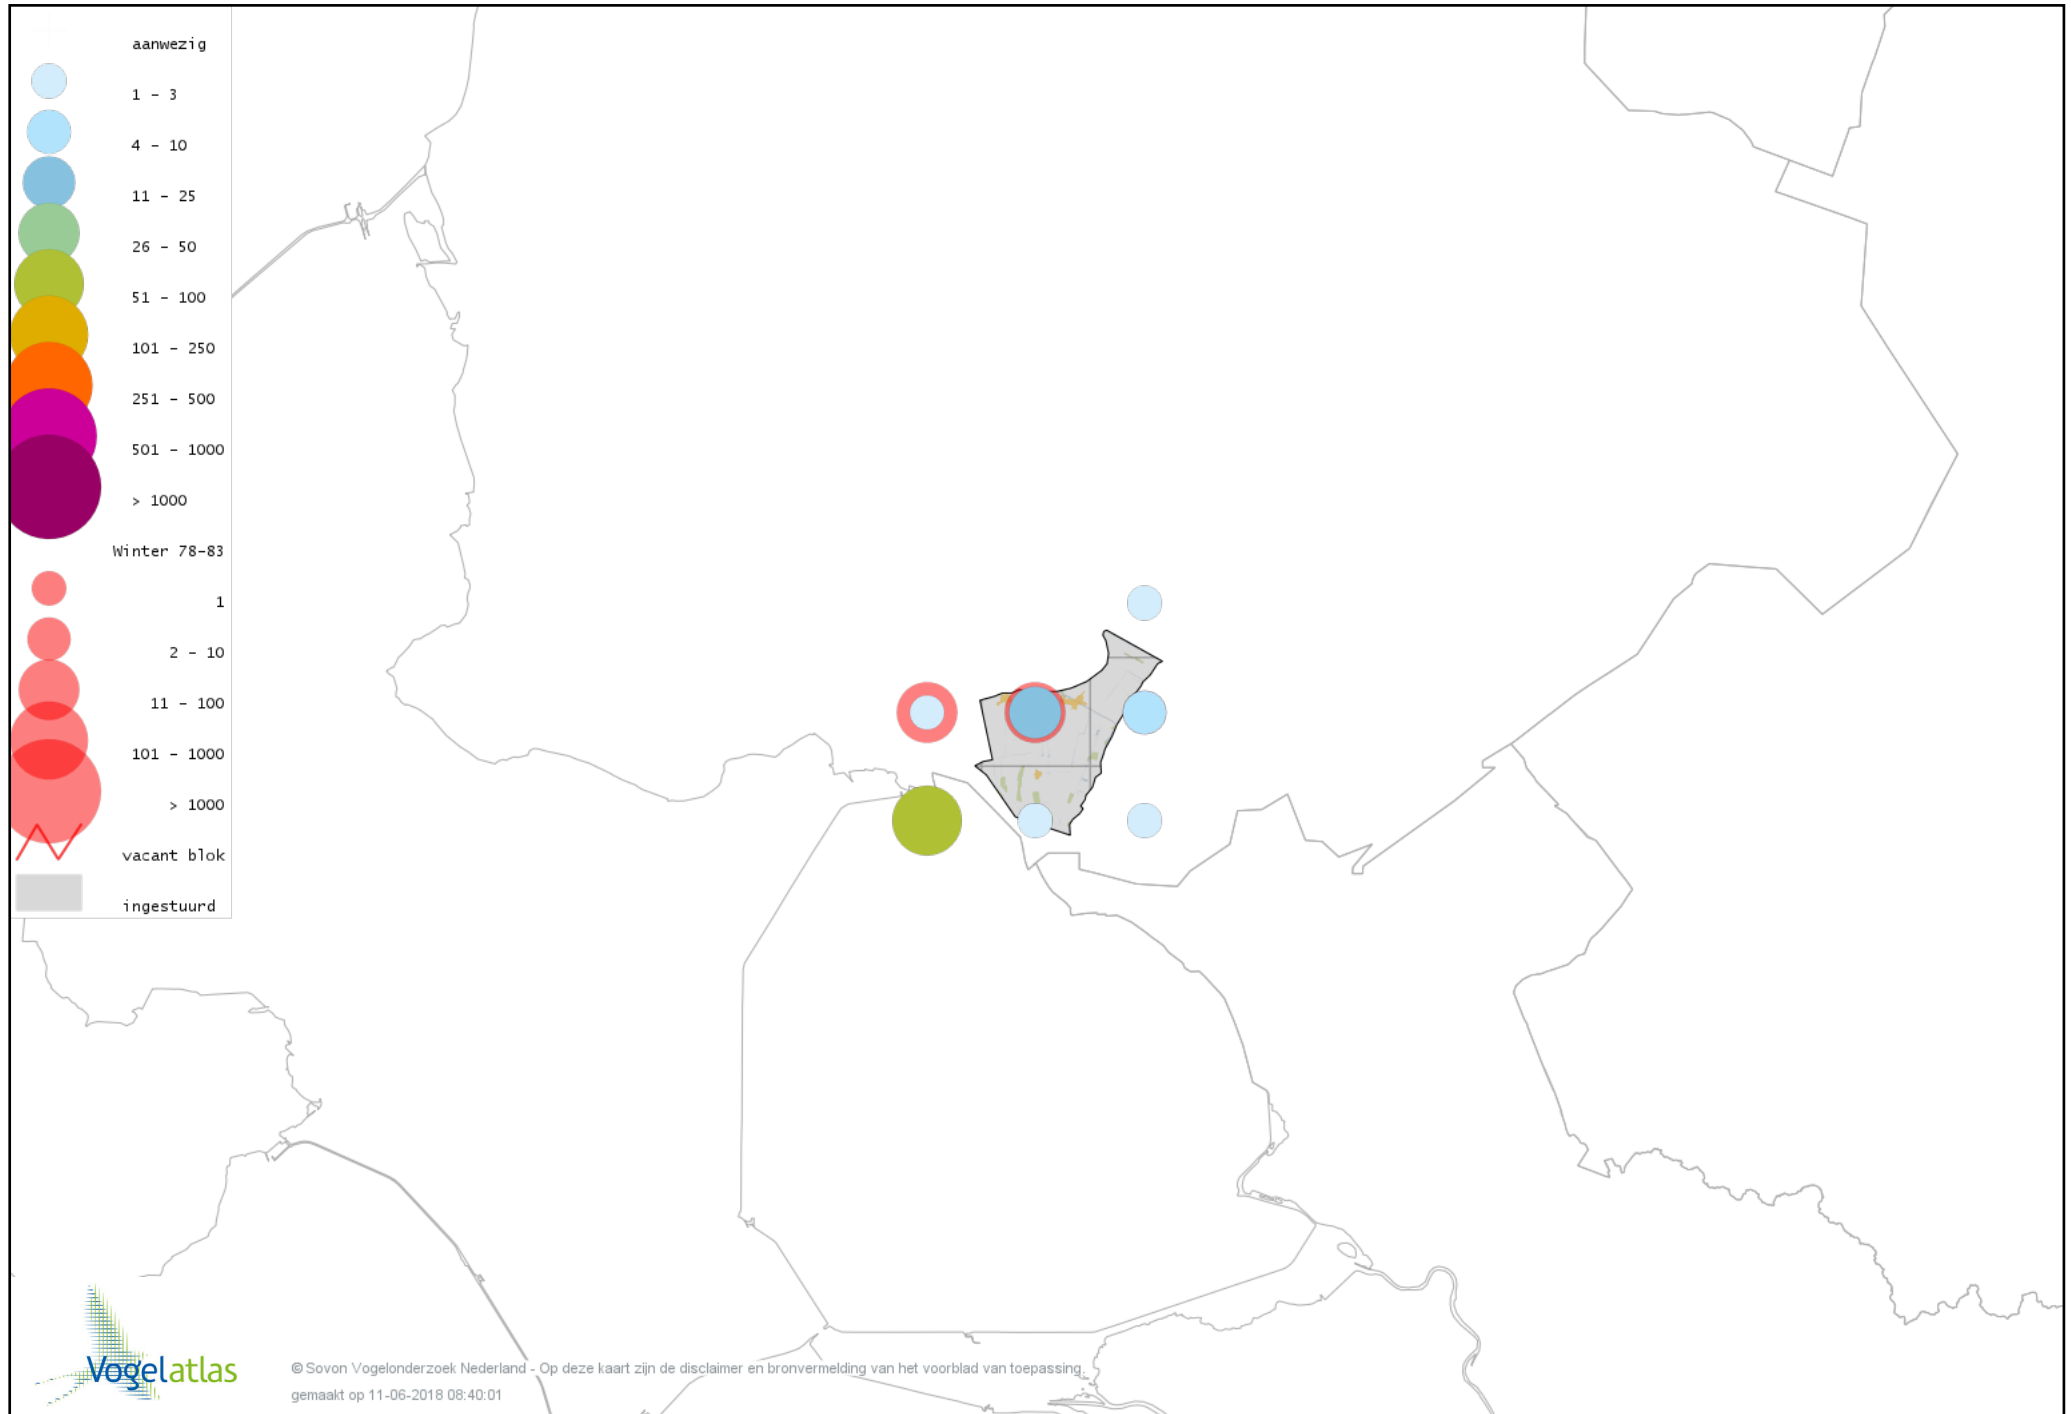 aanwezig
1 - 3
4 - 10
11 - 25
26 - 50
51 - 100
101 - 250
251 - 500
501 - 1000
> 1000
Winter 78-83
1
2 - 10
11 - 100
101 - 1000
> 1000
vacant blok
ingestuurd
Vogelatlas
© Sovon Vogelonderzoek Nederland - Op deze kaart zijn de disclaimer en bronvermelding van het voorblad van toepassing.
gemaakt op 11-06-2018 08:40:01